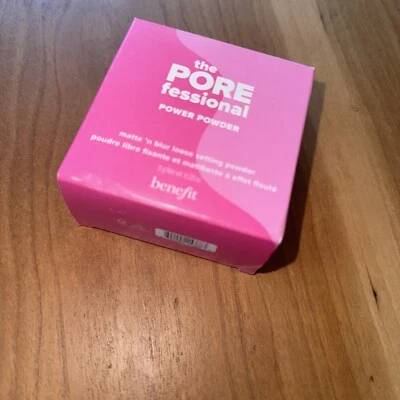 the
PORE
fessional
POWER POWDER
matte 'n blur loose setting powder
poudre libre fixante et matifiante à effet flouté
benefit